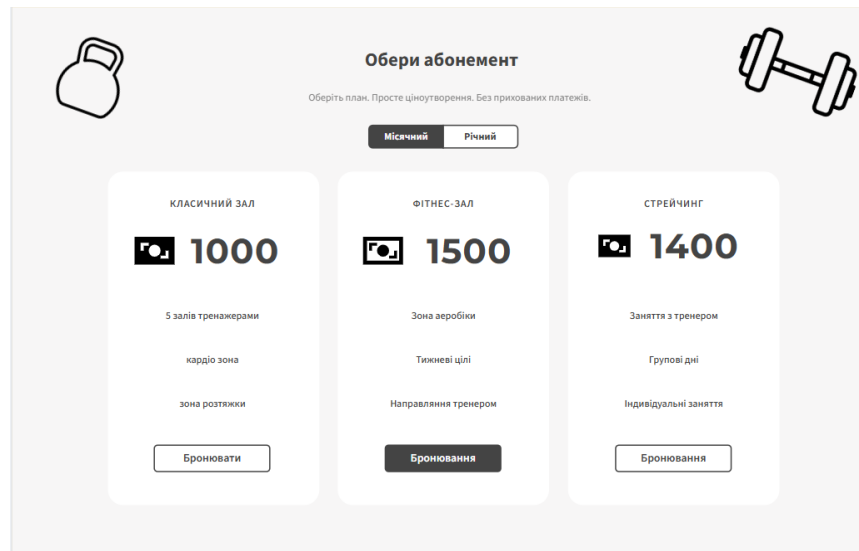 Обери абонемент
Оберіть план. Просте ціноутворення. Без прихованих платежів.
Місячний Річний
КЛАСИЧНИЙ ЗАЛ
1000
5 залів тренажерами
кардіо зона
зона розтяжки
Бронювати
ФІТНЕС-ЗАЛ
1500
Зона аеробіки
Тижневі цілі
Направляння тренером
Бронювання
СТРЕЙЧИНГ
1400
Заняття з тренером
Групові дні
Індивідуальні заняття
Бронювання